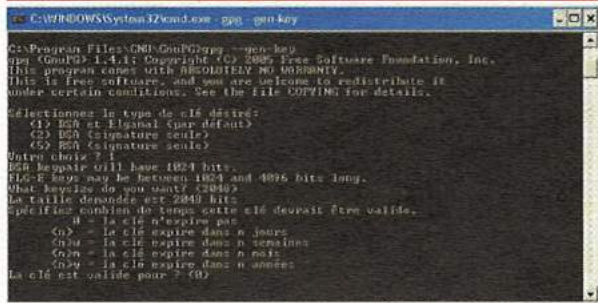 C:\WINDOWS\System32\cmd.exe - gpg --gen-key
C:\Program Files\GNU\GnuPG>gpg --gen-key
gpg (GnuPG) 1.4.1; Copyright (C) 2005 Free Software Foundation, Inc.
This program comes with ABSOLUTELY NO WARRANTY.
This is free software, and you are welcome to redistribute it
under certain conditions. See the file COPYING for details.
Sélectionnez le type de clé désiré:
(1) DSA et Elgamal (par défaut)
(2) DSA (signature seule)
(5) RSA (signature seule)
Votre choix ? 1
DSA keypair will have 1024 bits.
ELG-E keys may be between 1024 and 4096 bits long.
What keysize do you want? (2048)
La taille demandée est 2048 bits
Spécifiez combien de temps cette clé devrait être valide.
0 = la clé n'expire pas
<n> = la clé expire dans n jours
<n>w = la clé expire dans n semaines
<n>m = la clé expire dans n mois
<n>y = la clé expire dans n années
La clé est valide pour ? (0)